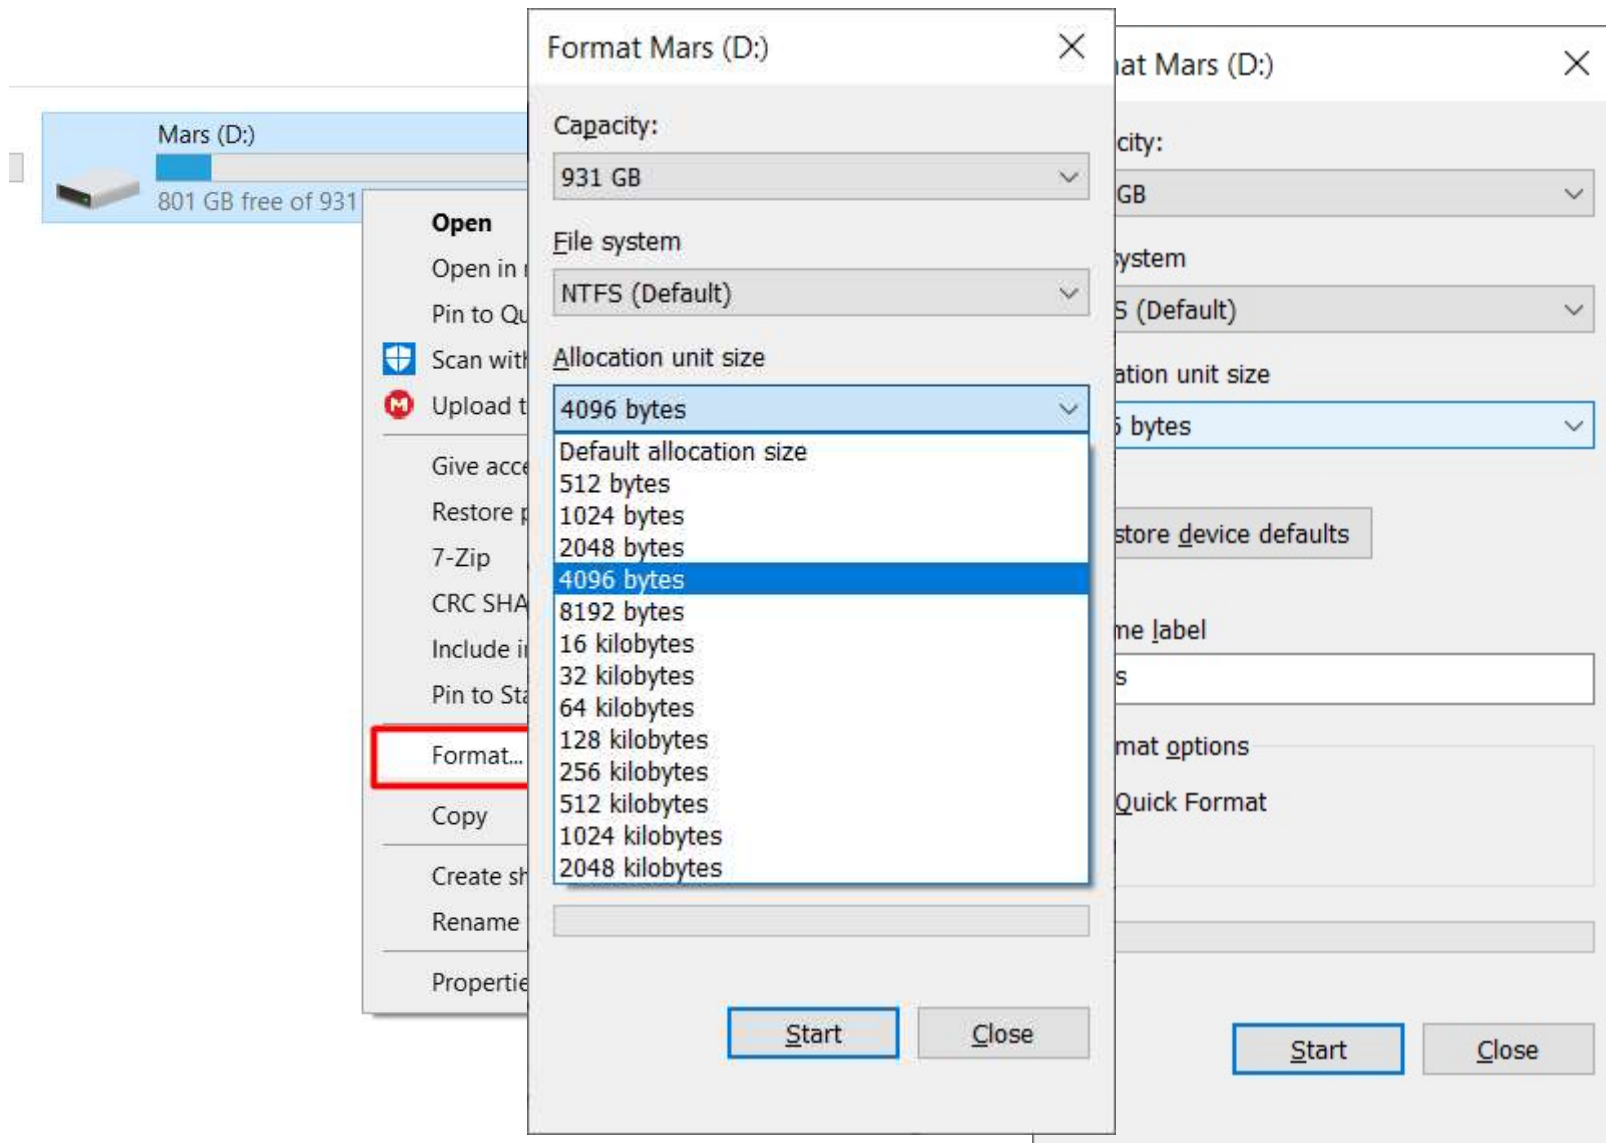 Mars (D:)
801 GB free of 931
Open
Open in
Pin to Qu
Scan with
Upload t
Give acce
Restore p
7-Zip
CRC SHA
Include i
Pin to Sta
Format...
Copy
Create sh
Rename
Propertie
Format Mars (D:)
Capacity:
931 GB
File system
NTFS (Default)
Allocation unit size
4096 bytes
Default allocation size
512 bytes
1024 bytes
2048 bytes
4096 bytes
8192 bytes
16 kilobytes
32 kilobytes
64 kilobytes
128 kilobytes
256 kilobytes
512 kilobytes
1024 kilobytes
2048 kilobytes
Start
Close
at Mars (D:)
city:
GB
ystem
S (Default)
ation unit size
bytes
store device defaults
me label
s
mat options
Quick Format
Start
Close